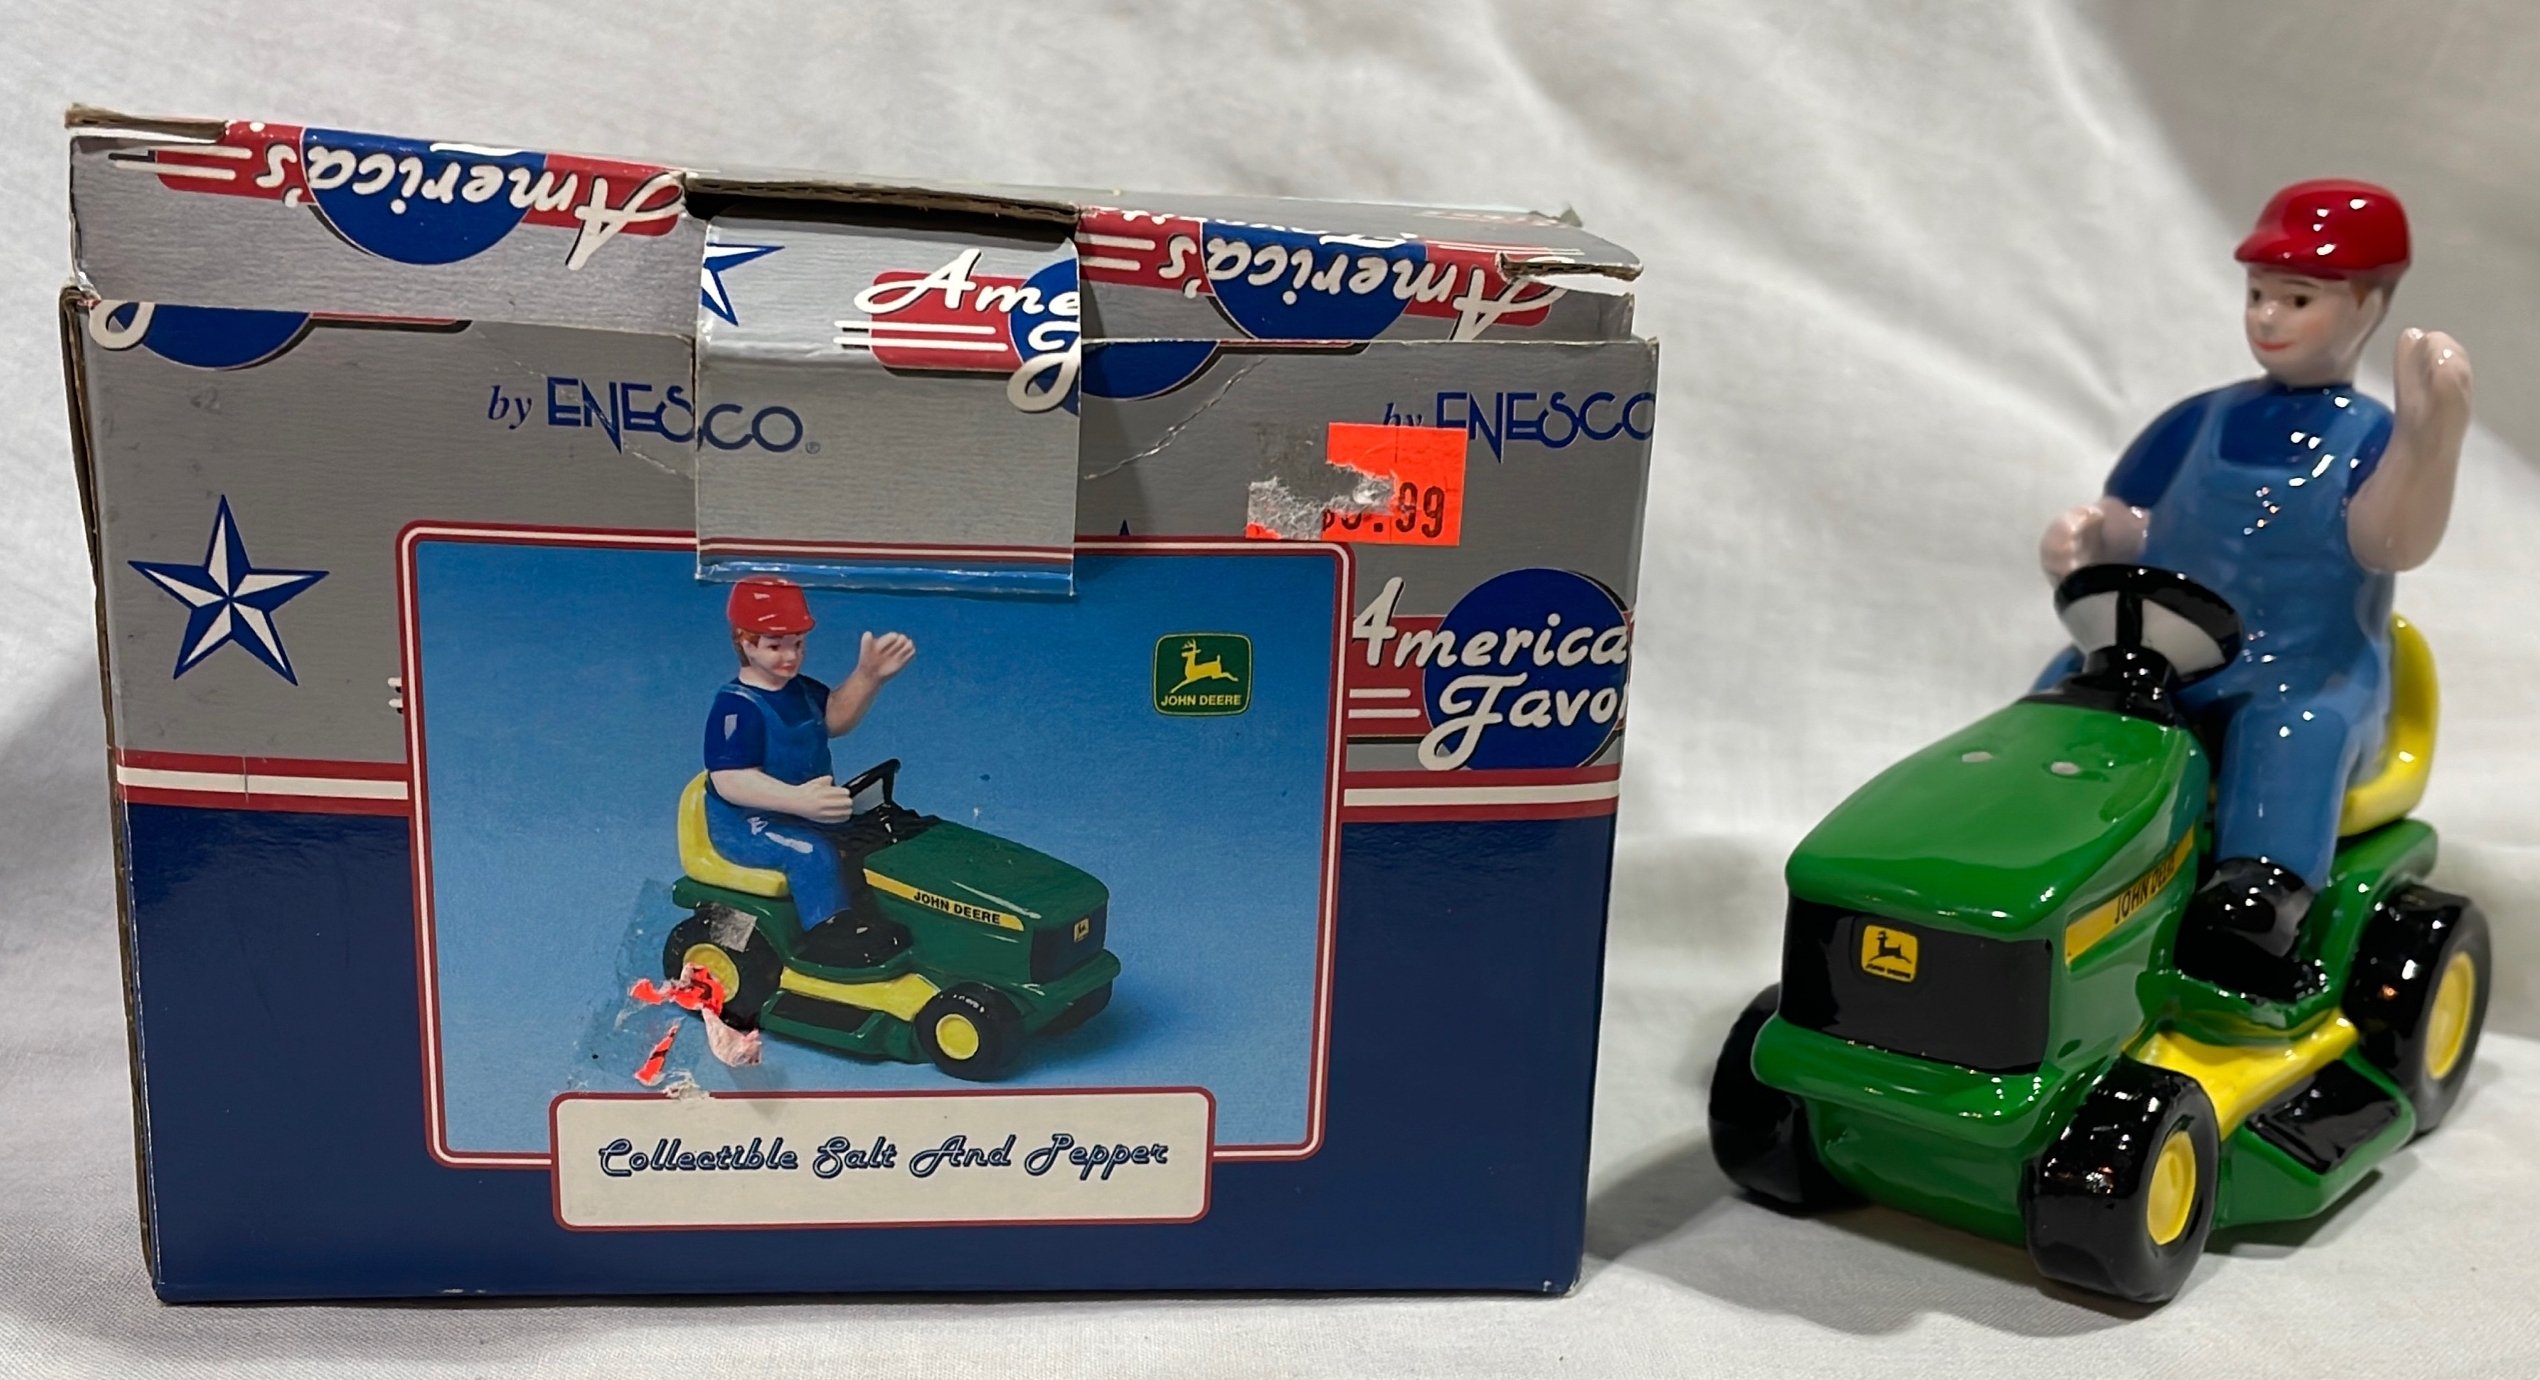 America's
America's
Ame
F
by ENESCO®
by ENESCO
.99
America's
Favo
JOHN DEERE
JOHN DEERE
Collectible Salt And Pepper
JOHN DEERE
JOHN DEERE